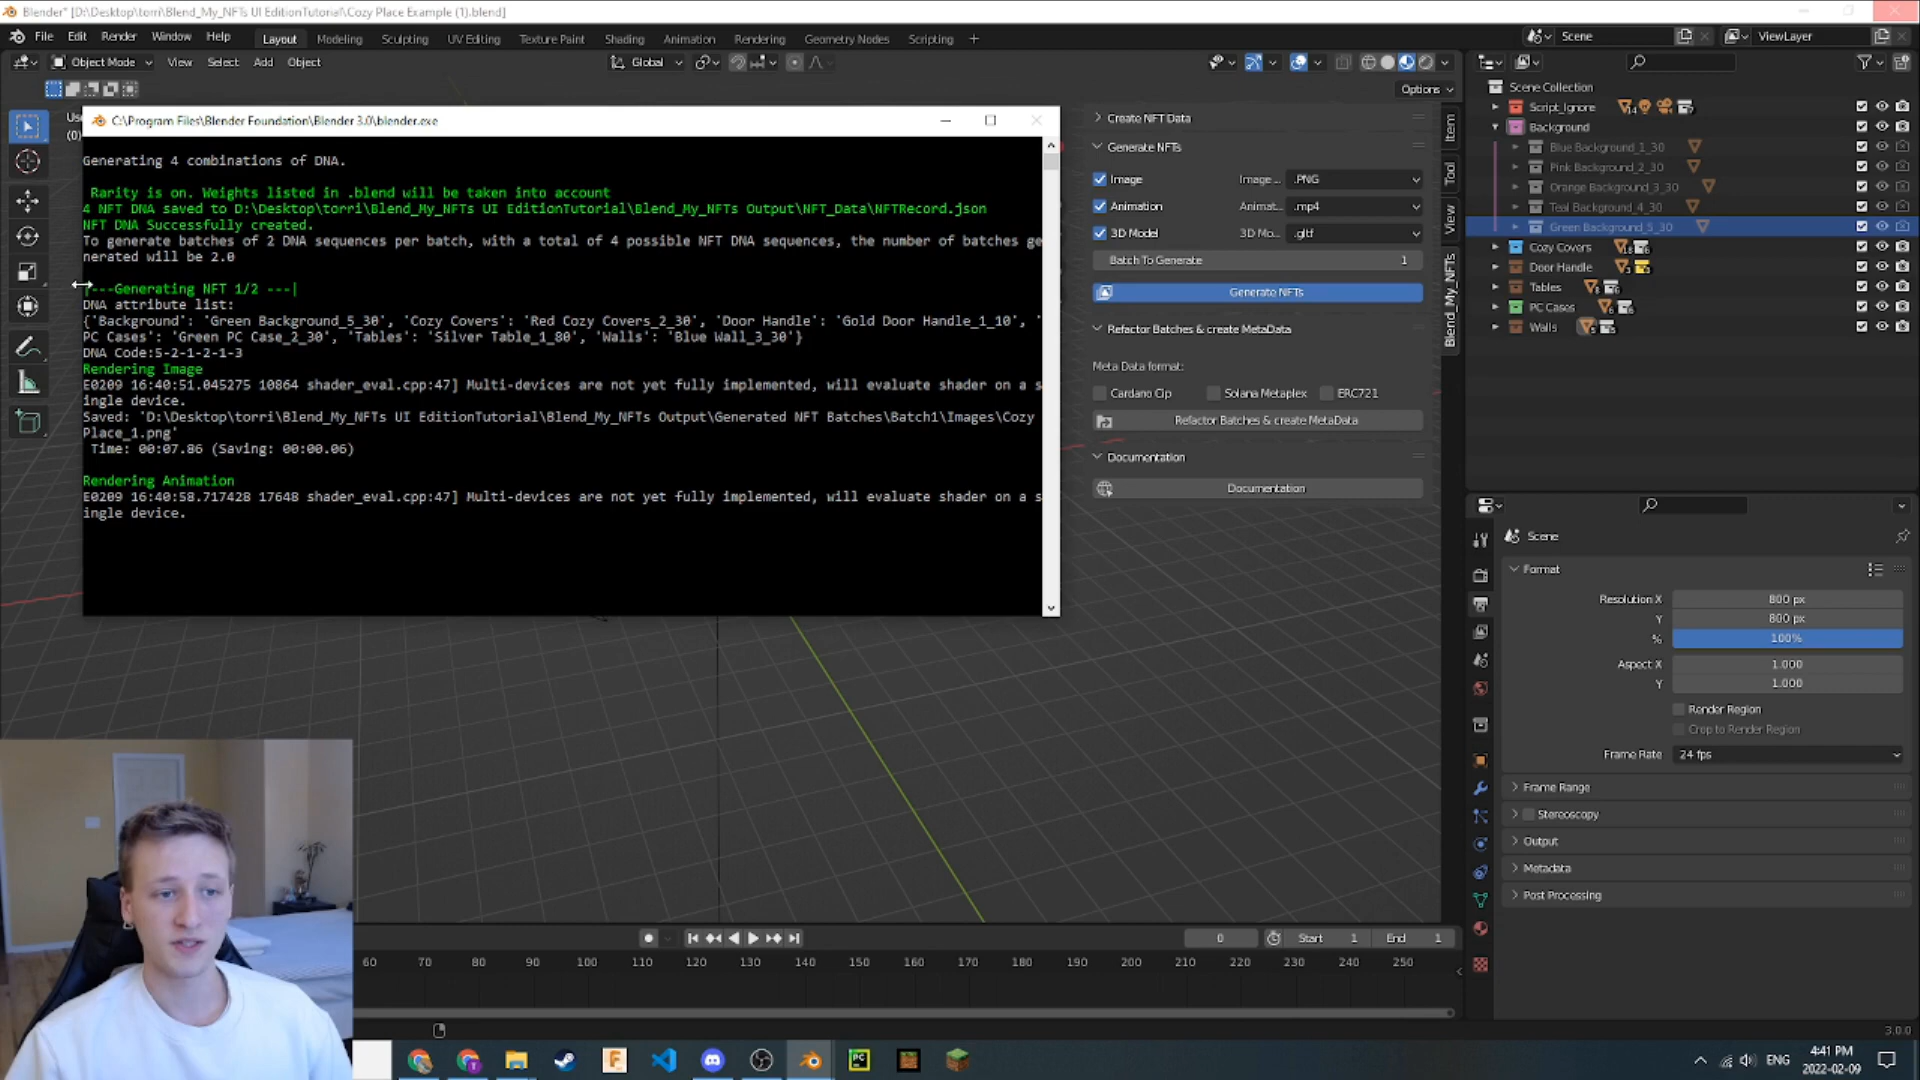 Blender* [D:\Desktop\torri\Blend_My_NFTs UI EditionTutorial\Cozy Place Example (1).blend]
File Edit Render Window Help Layout Modeling Sculpting UV Editing Texture Paint Shading Animation Rendering Geometry Nodes Scripting + Scene ViewLayer
Object Mode View Select Add Object Global
Options
C:\Program Files\Blender Foundation\Blender 3.0\blender.exe
Generating 4 combinations of DNA.
Rarity is on. Weights listed in .blend will be taken into account
4 NFT DNA saved to D:\Desktop\torri\Blend_My_NFTs UI EditionTutorial\Blend_My_NFTs Output\NFT_Data\NFTRecord.json
NFT DNA Successfully created.
To generate batches of 2 DNA sequences per batch, with a total of 4 possible NFT DNA sequences, the number of batches ge
nerated will be 2.0
|---Generating NFT 1/2 ---|
DNA attribute list:
{'Background': 'Green Background_5_30', 'Cozy Covers': 'Red Cozy Covers_2_30', 'Door Handle': 'Gold Door Handle_1_10', '
PC Cases': 'Green PC Case_2_30', 'Tables': 'Silver Table_1_80', 'Walls': 'Blue Wall_3_30'}
DNA Code:5-2-1-2-1-3
Rendering Image
E0209 16:40:51.045275 10864 shader_eval.cpp:47] Multi-devices are not yet fully implemented, will evaluate shader on a s
ingle device.
Saved: 'D:\Desktop\torri\Blend_My_NFTs UI EditionTutorial\Blend_My_NFTs Output\Generated NFT Batches\Batch1\Images\Cozy
Place_1.png'
Time: 00:07.86 (Saving: 00:00.06)
Rendering Animation
E0209 16:40:58.717428 17648 shader_eval.cpp:47] Multi-devices are not yet fully implemented, will evaluate shader on a s
ingle device.
Create NFT Data
Generate NFTs
Image Image... .PNG
Animation Animat... .mp4
3D Model 3D Mo... .gltf
Batch To Generate 1
Generate NFTs
Refactor Batches & create MetaData
Meta Data format:
Cardano Cip Solana Metaplex ERC721
Refactor Batches & create MetaData
Documentation
Documentation
Item
Tool
View
Blend_My_NFTs
Scene Collection
Script_Ignore
Background
Blue Background_1_30
Pink Background_2_30
Orange Background_3_30
Teal Background_4_30
Green Background_5_30
Cozy Covers
Door Handle
Tables
PC Cases
Walls
Scene
Format
Resolution X 800 px
Y 800 px
% 100%
Aspect X 1.000
Y 1.000
Render Region
Crop to Render Region
Frame Rate 24 fps
Frame Range
Stereoscopy
Output
Metadata
Post Processing
0 Start 1 End 1
60 70 80 90 100 110 120 130 140 150 160 170 180 190 200 210 220 230 240 250
3.0.0
ENG 4:41 PM
2022-02-09